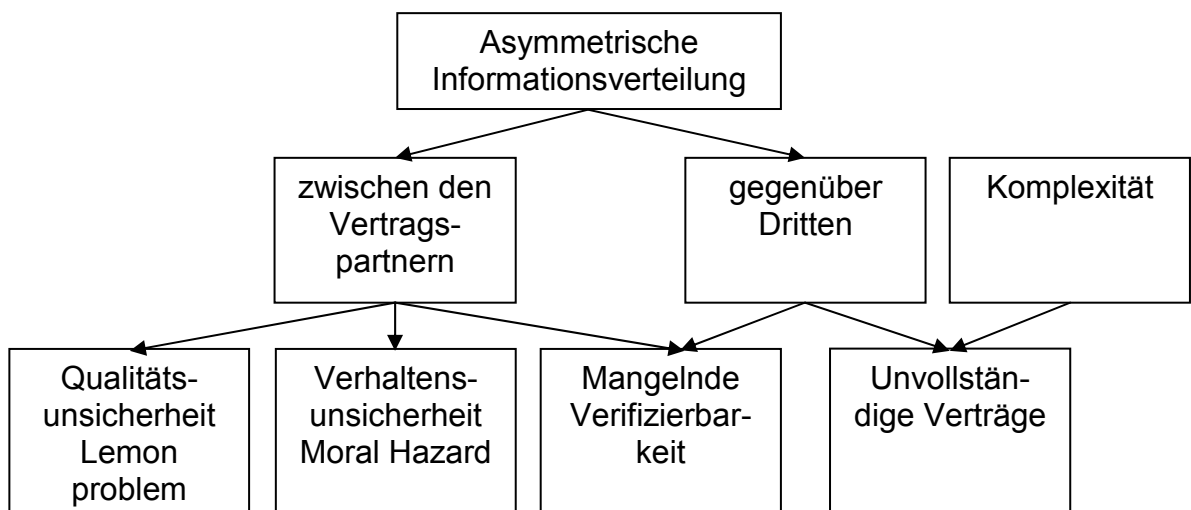 Asymmetrische
Informationsverteilung
zwischen den
Vertrags-
partnern
gegenüber
Dritten
Komplexität
Qualitäts-
unsicherheit
Lemon
problem
Verhaltens-
unsicherheit
Moral Hazard
Mangelnde
Verifizierbar-
keit
Unvollstän-
dige Verträge